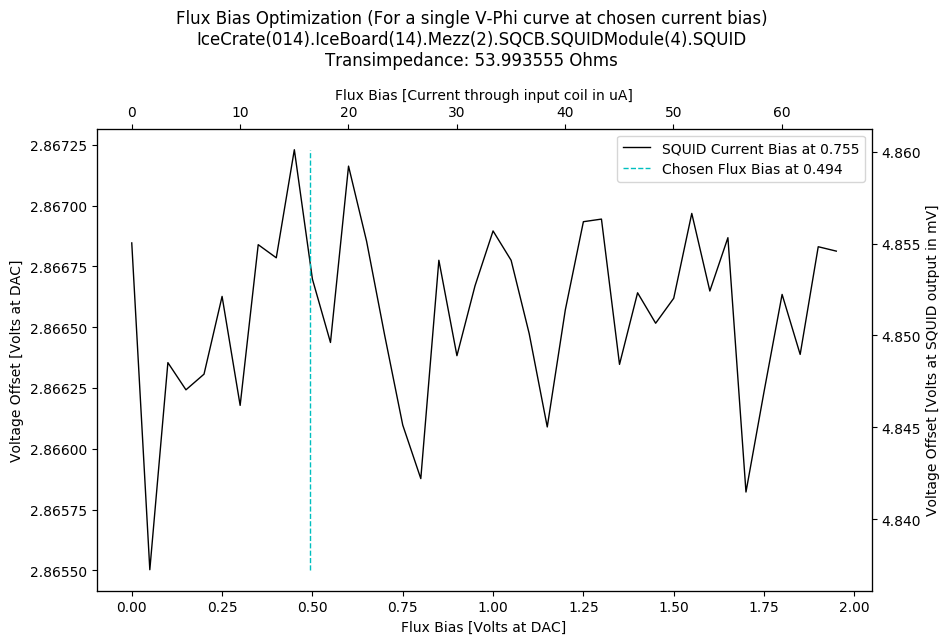 Flux Bias Optimization (For a single V-Phi curve at chosen current bias)
IceCrate(014).IceBoard(14).Mezz(2).SQCB.SQUIDModule(4).SQUID
Transimpedance: 53.993555 Ohms
Flux Bias [Current through input coil in uA]
0 10 20 30 40 50 60
SQUID Current Bias at 0.755
Chosen Flux Bias at 0.494
Voltage Offset [Volts at DAC]
2.86725
2.86700
2.86675
2.86650
2.86625
2.86600
2.86575
2.86550
4.860
4.855
4.850
4.845
4.840
Voltage Offset [Volts at SQUID output in mV]
0.00 0.25 0.50 0.75 1.00 1.25 1.50 1.75 2.00
Flux Bias [Volts at DAC]